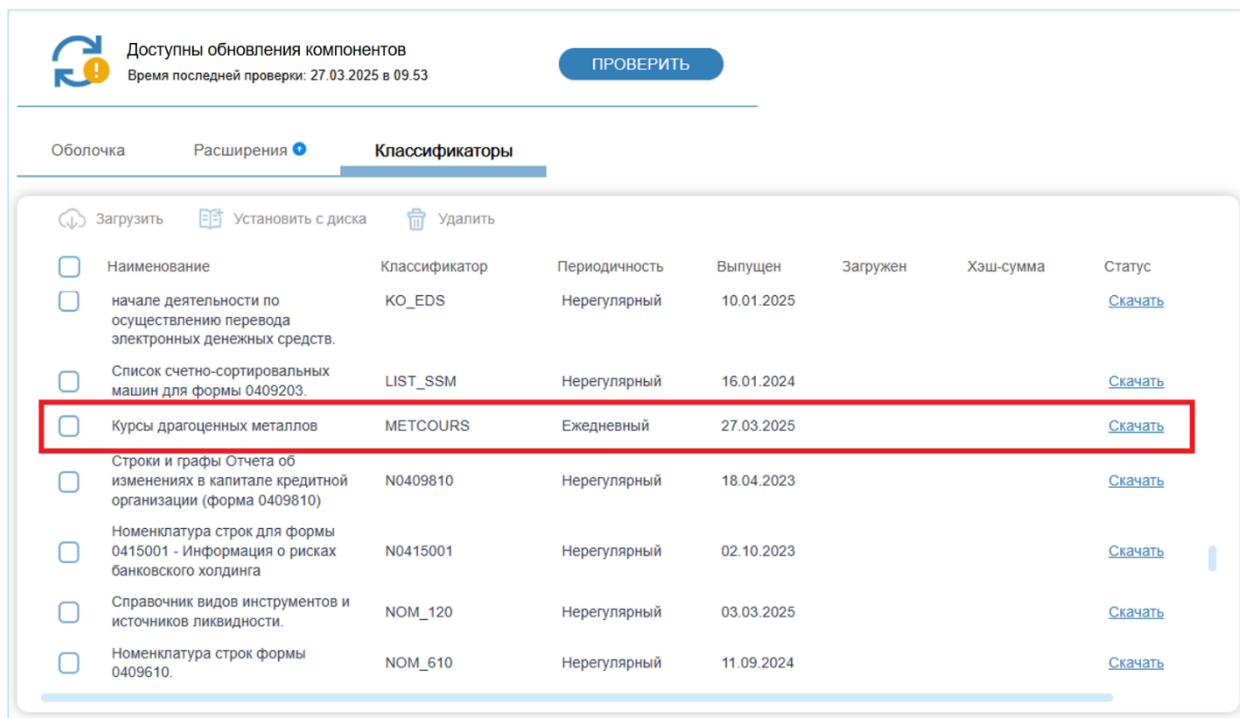 Доступны обновления компонентов
Время последней проверки: 27.03.2025 в 09.53
ПРОВЕРИТЬ
Оболочка Расширения Классификаторы
Загрузить Установить с диска Удалить
Наименование Классификатор Периодичность Выпущен Загружен Хэш-сумма Статус
начале деятельности по KO_EDS Нерегулярный 10.01.2025 Скачать
осуществлению перевода
электронных денежных средств.
Список счетно-сортировальных
машин для формы 0409203. LIST_SSM Нерегулярный 16.01.2024 Скачать
Курсы драгоценных металлов METCOURS Ежедневный 27.03.2025 Скачать
Строки и графы Отчета об
изменениях в капитале кредитной N0409810 Нерегулярный 18.04.2023 Скачать
организации (форма 0409810)
Номенклатура строк для формы
0415001 - Информация о рисках N0415001 Нерегулярный 02.10.2023 Скачать
банковского холдинга
Справочник видов инструментов и
источников ликвидности. NOM_120 Нерегулярный 03.03.2025 Скачать
Номенклатура строк формы
0409610. NOM_610 Нерегулярный 11.09.2024 Скачать